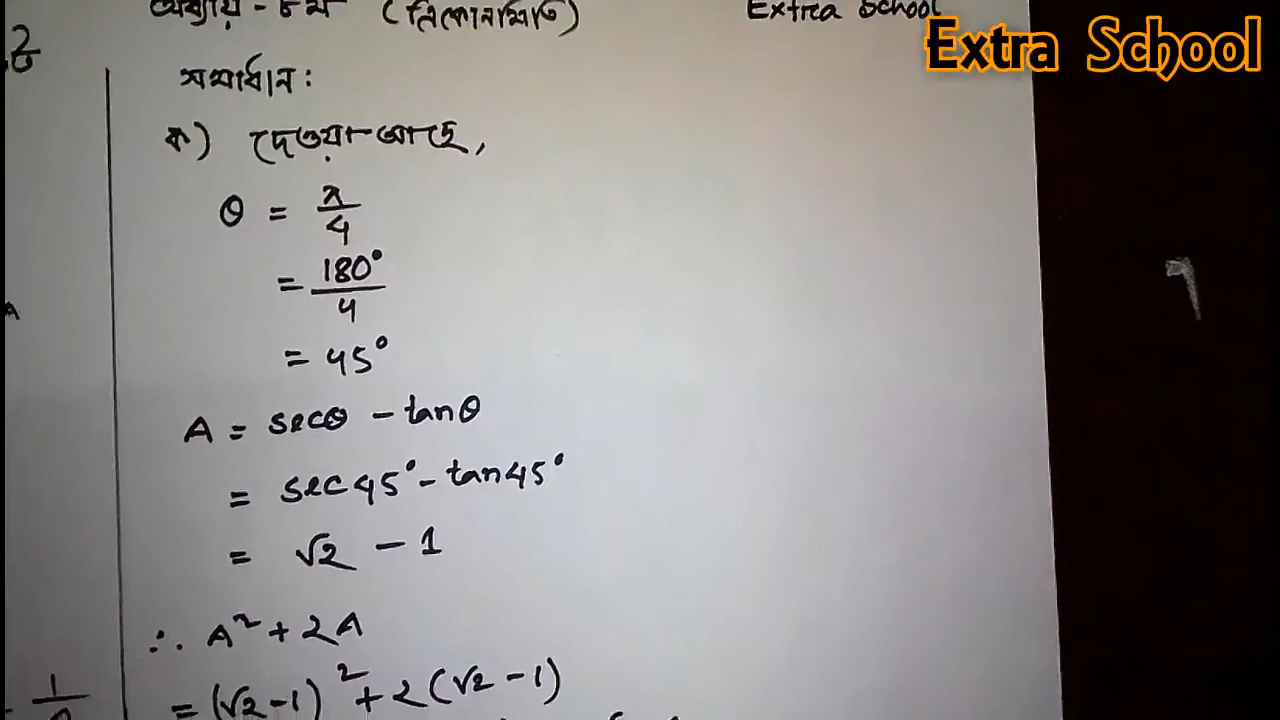 অধ্যায় - ৮ম (ত্রিকোনমিতি) Extra School
Extra School
সমাধান :
ক) দেওয়া আছে,
θ = π/4
= 180°/4
= 45°
A = secθ - tanθ
= sec45° - tan45°
= √2 - 1
∴ A² + 2A
= (√2-1)² + 2(√2 - 1)